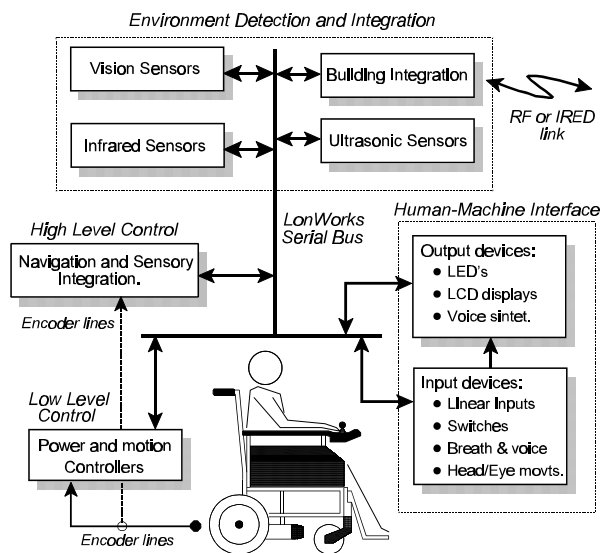 Environment Detection and Integration
Vision Sensors
Building Integration
Infrared Sensors
Ultrasonic Sensors
RF or IRED
link
LonWorks
Serial Bus
High Level Control
Navigation and Sensory
Integration.
Encoder lines
Human-Machine Interface
Output devices:
• LED's
• LCD displays
• Voice sintet.
Input devices:
• Linear Inputs
• Switches
• Breath & voice
• Head/Eye movts.
Low Level
Control
Power and motion
Controllers
Encoder lines